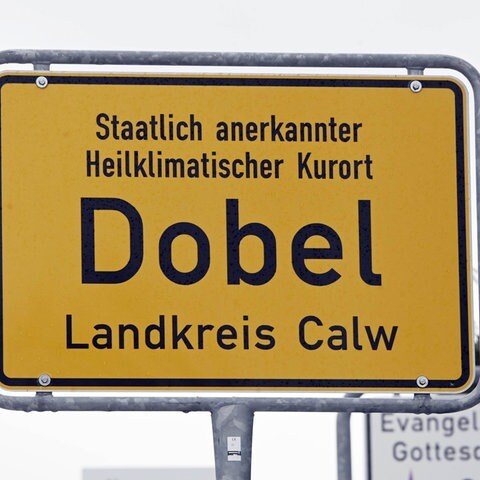 Staatlich anerkannter
Heilklimatischer Kurort
Dobel
Landkreis Calw